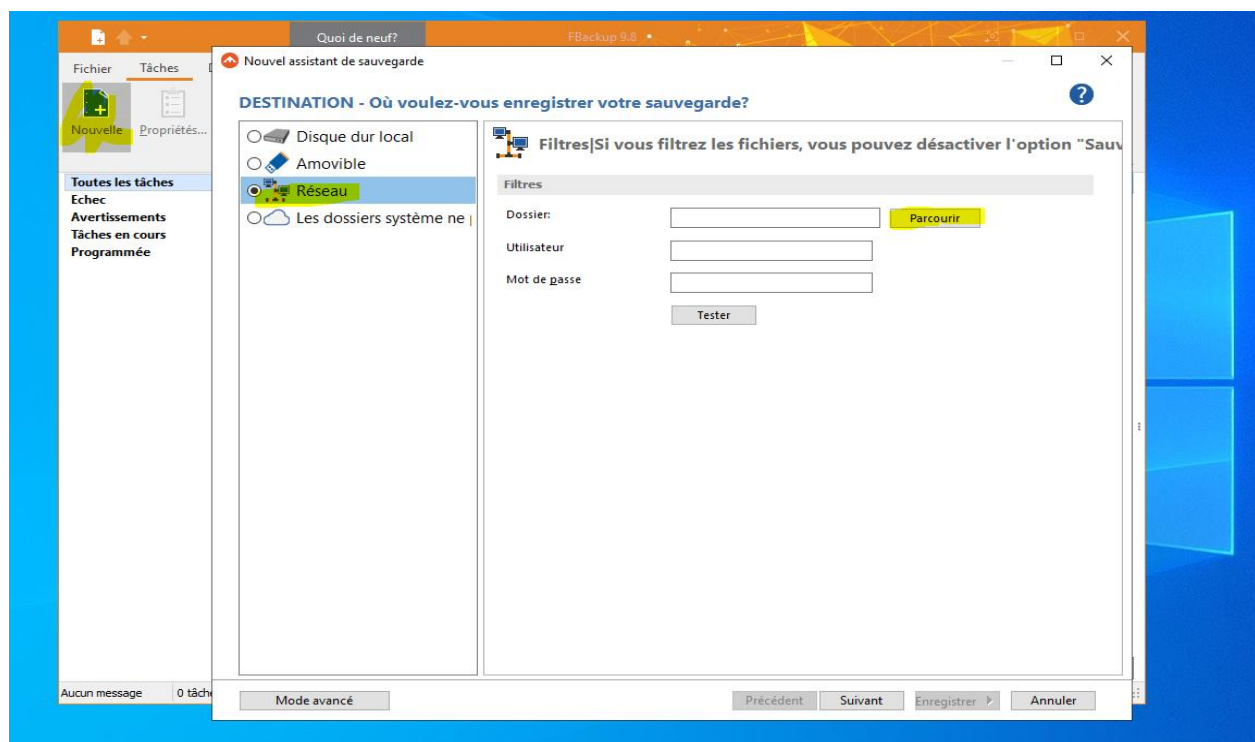 Quoi de neuf?
FBackup 9.8
Fichier
Tâches
Nouvelle
Propriétés...
Toutes les tâches
Echec
Avertissements
Tâches en cours
Programmée
Aucun message
0 tâch
Nouvel assistant de sauvegarde
DESTINATION - Où voulez-vous enregistrer votre sauvegarde?
?
Disque dur local
Amovible
Réseau
Les dossiers système ne
Filtres|Si vous filtrez les fichiers, vous pouvez désactiver l'option "Sauv
Filtres
Dossier:
Parcourir
Utilisateur
Mot de passe
Tester
Mode avancé
Précédent
Suivant
Enregistrer
Annuler